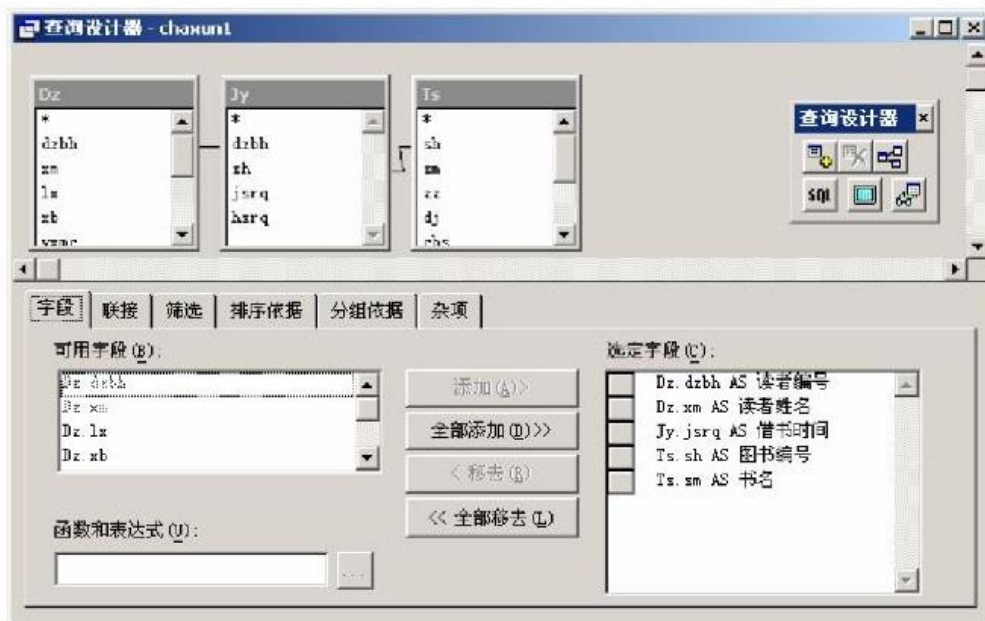 查询设计器 - chaxun1
Dz
*
dzbh
xm
lx
xb
Jy
*
dzbh
sh
jsrq
hsrq
Ts
*
sh
sm
zz
dj
查询设计器
SQL
字段
联接
筛选
排序依据
分组依据
杂项
可用字段(B):
Dz.dzbh
Dz.xm
Dz.lx
Dz.xb
添加(A)>
全部添加(D)>>
<移去(R)
<< 全部移去(L)
函数和表达式(U):
...
选定字段(C):
Dz.dzbh AS 读者编号
Dz.xm AS 读者姓名
Jy.jsrq AS 借书时间
Ts.sh AS 图书编号
Ts.sm AS 书名